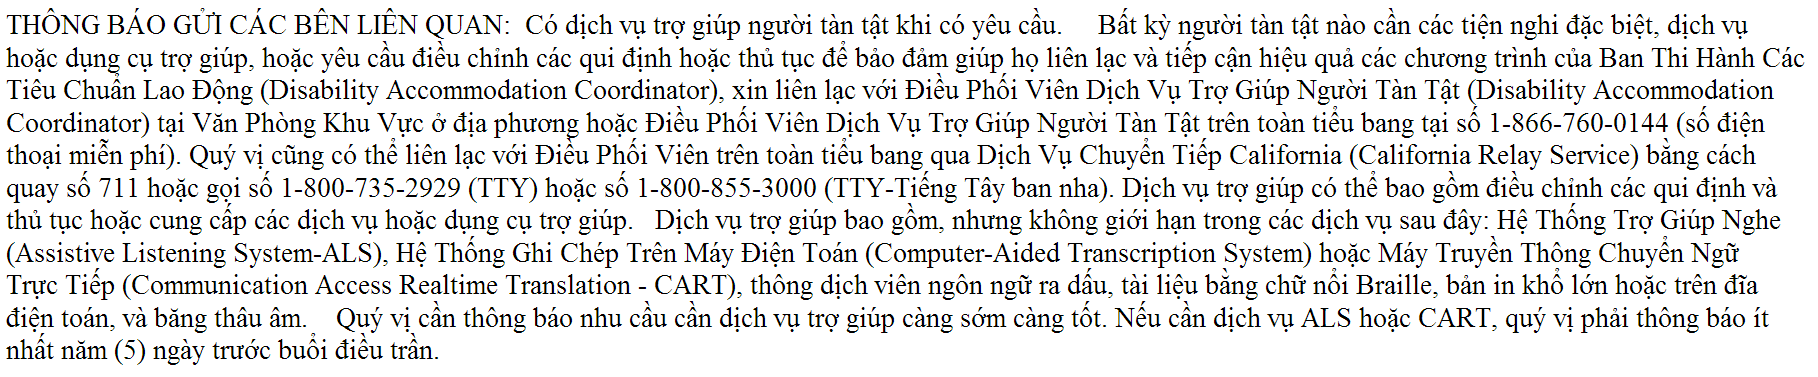 THÔNG BÁO GỬI CÁC BÊN LIÊN QUAN:  Có dịch vụ trợ giúp người tàn tật khi có yêu cầu.     Bất kỳ người tàn tật nào cần các tiện nghi đặc biệt, dịch vụ
hoặc dụng cụ trợ giúp, hoặc yêu cầu điều chỉnh các qui định hoặc thủ tục để bảo đảm giúp họ liên lạc và tiếp cận hiệu quả các chương trình của Ban Thi Hành Các
Tiêu Chuẩn Lao Động (Disability Accommodation Coordinator), xin liên lạc với Điều Phối Viên Dịch Vụ Trợ Giúp Người Tàn Tật (Disability Accommodation
Coordinator) tại Văn Phòng Khu Vực ở địa phương hoặc Điều Phối Viên Dịch Vụ Trợ Giúp Người Tàn Tật trên toàn tiểu bang tại số 1-866-760-0144 (số điện
thoại miễn phí). Quý vị cũng có thể liên lạc với Điều Phối Viên trên toàn tiểu bang qua Dịch Vụ Chuyển Tiếp California (California Relay Service) bằng cách
quay số 711 hoặc gọi số 1-800-735-2929 (TTY) hoặc số 1-800-855-3000 (TTY-Tiếng Tây ban nha). Dịch vụ trợ giúp có thể bao gồm điều chỉnh các qui định và
thủ tục hoặc cung cấp các dịch vụ hoặc dụng cụ trợ giúp.   Dịch vụ trợ giúp bao gồm, nhưng không giới hạn trong các dịch vụ sau đây: Hệ Thống Trợ Giúp Nghe
(Assistive Listening System-ALS), Hệ Thống Ghi Chép Trên Máy Điện Toán (Computer-Aided Transcription System) hoặc Máy Truyền Thông Chuyển Ngữ
Trực Tiếp (Communication Access Realtime Translation - CART), thông dịch viên ngôn ngữ ra dấu, tài liệu bằng chữ nổi Braille, bản in khổ lớn hoặc trên đĩa
điện toán, và băng thâu âm.    Quý vị cần thông báo nhu cầu cần dịch vụ trợ giúp càng sớm càng tốt. Nếu cần dịch vụ ALS hoặc CART, quý vị phải thông báo ít
nhất năm (5) ngày trước buổi điều trần.